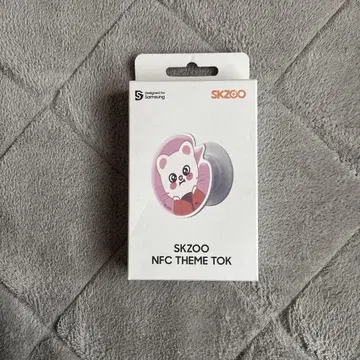 Designed for
Samsung
SKZOO
SKZOO
NFC THEME TOK